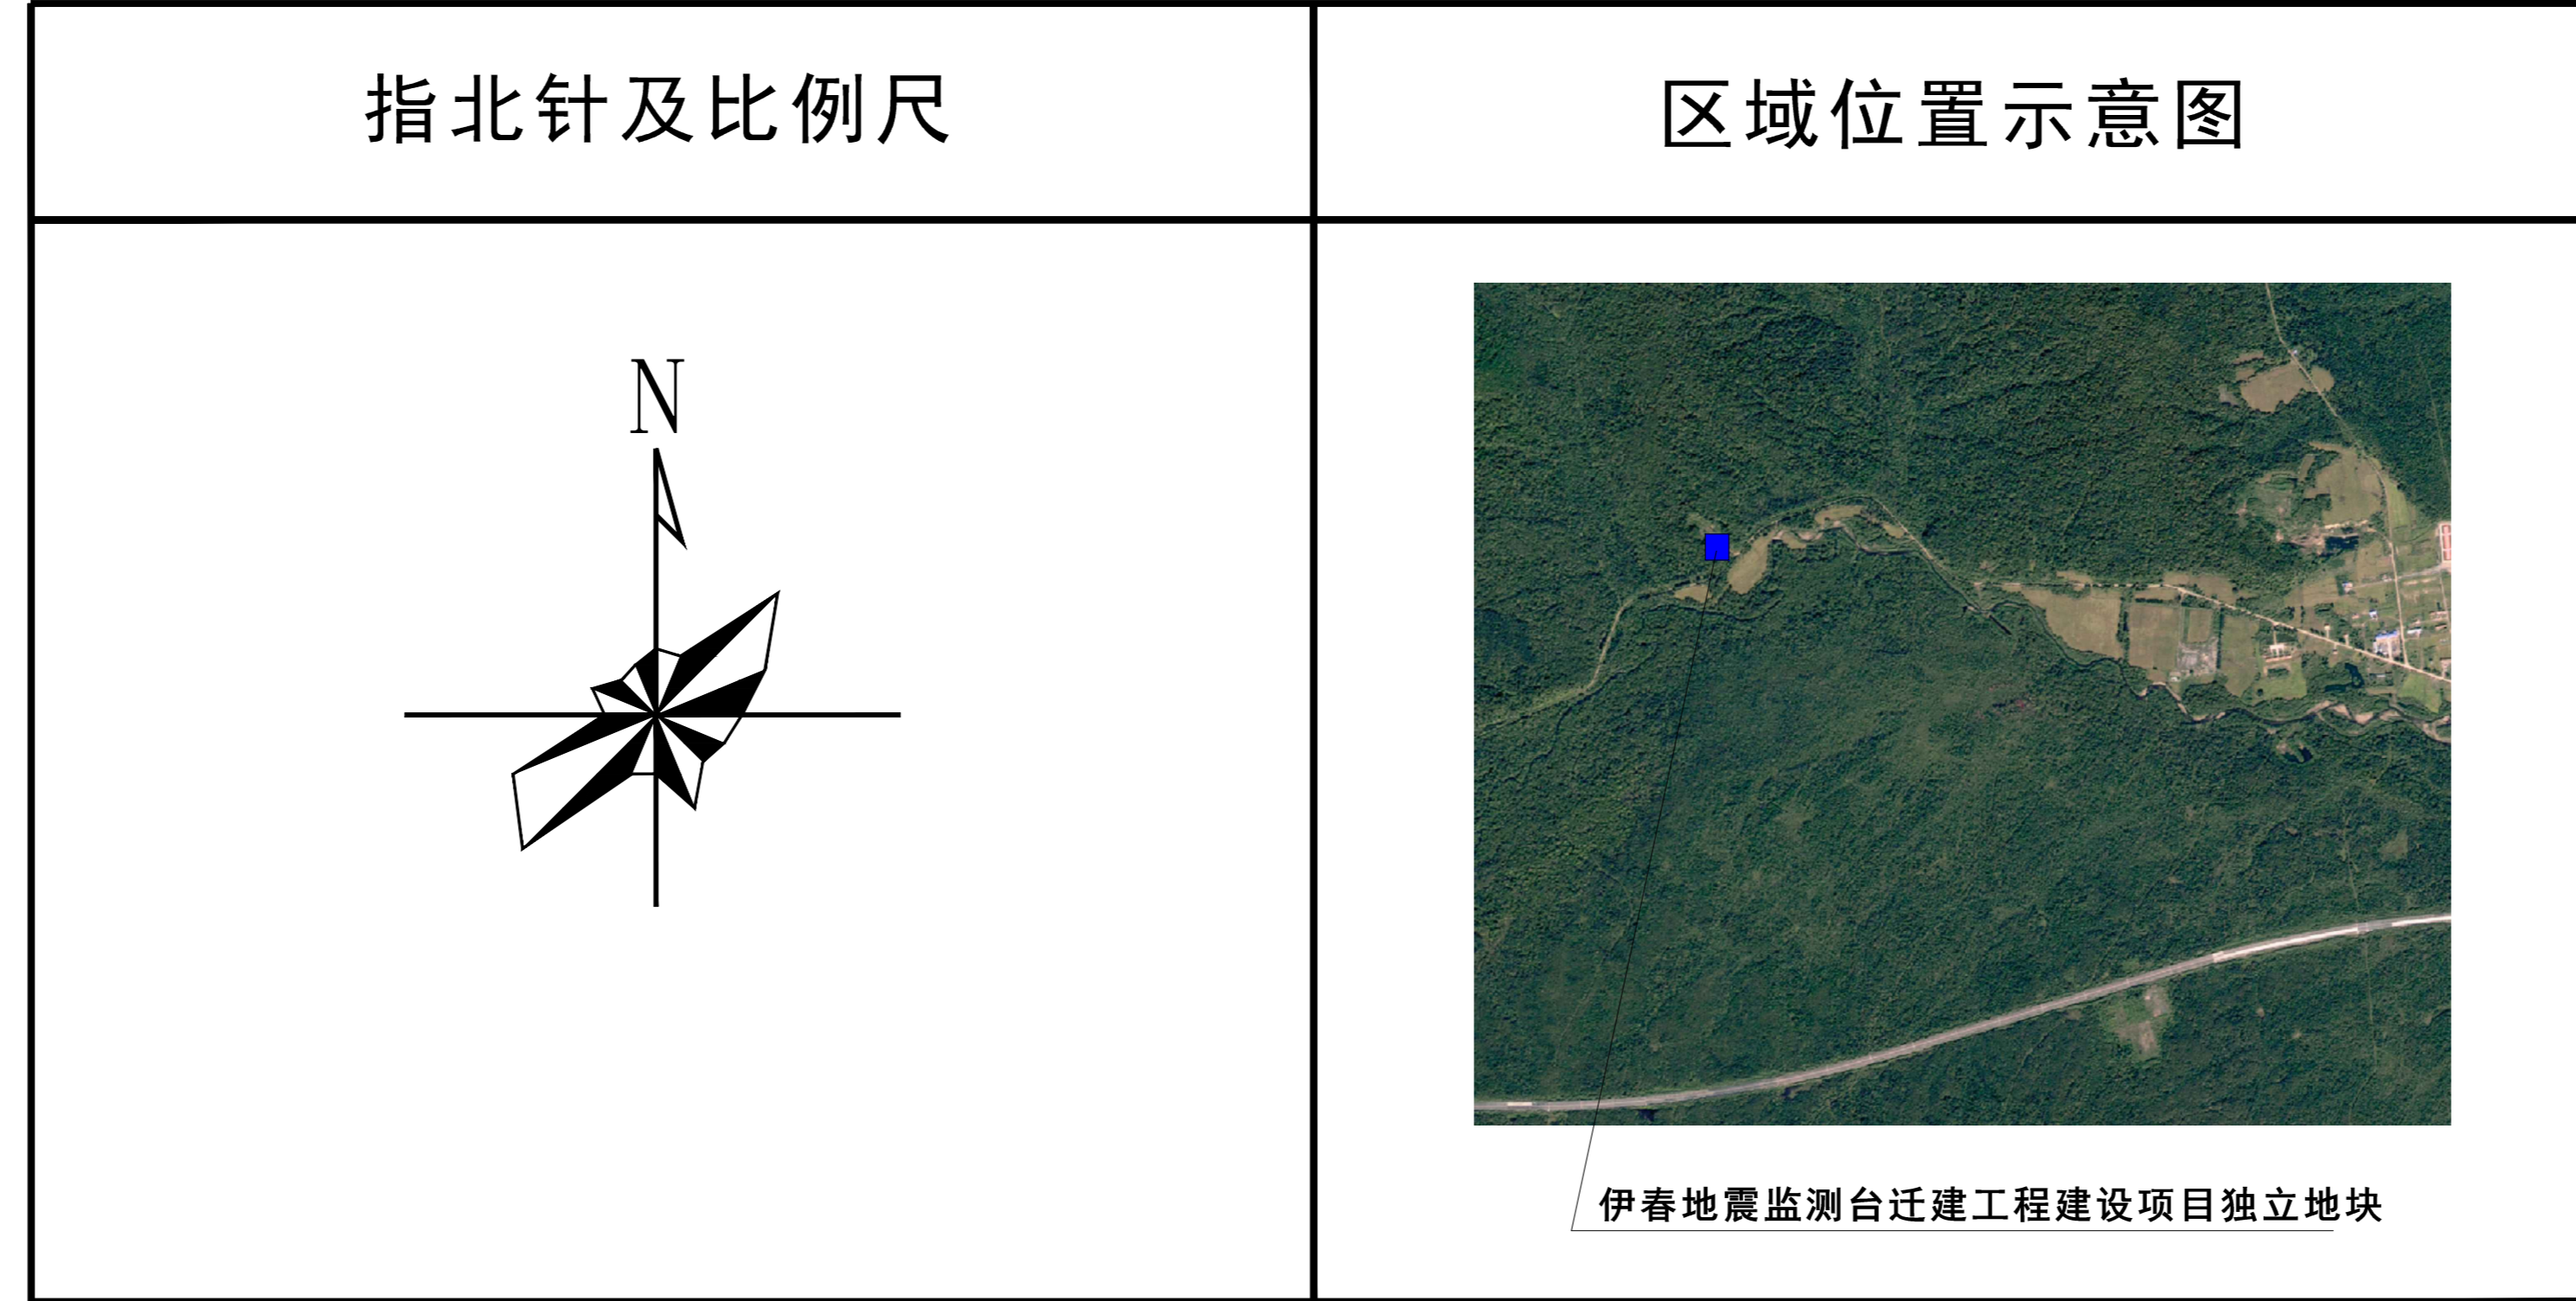 指北针及比例尺
区域位置示意图
N
伊春地震监测台迁建工程建设项目独立地块